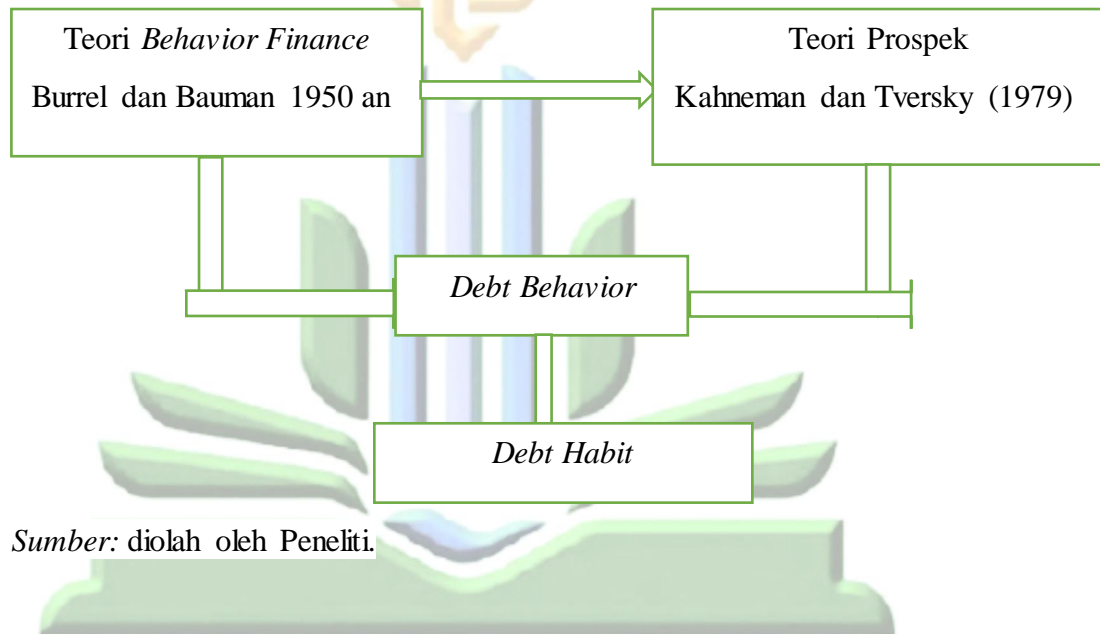 Teori Behavior Finance
Burrel dan Bauman 1950 an
Teori Prospek
Kahneman dan Tversky (1979)
Debt Behavior
Debt Habit
Sumber: diolah oleh Peneliti.